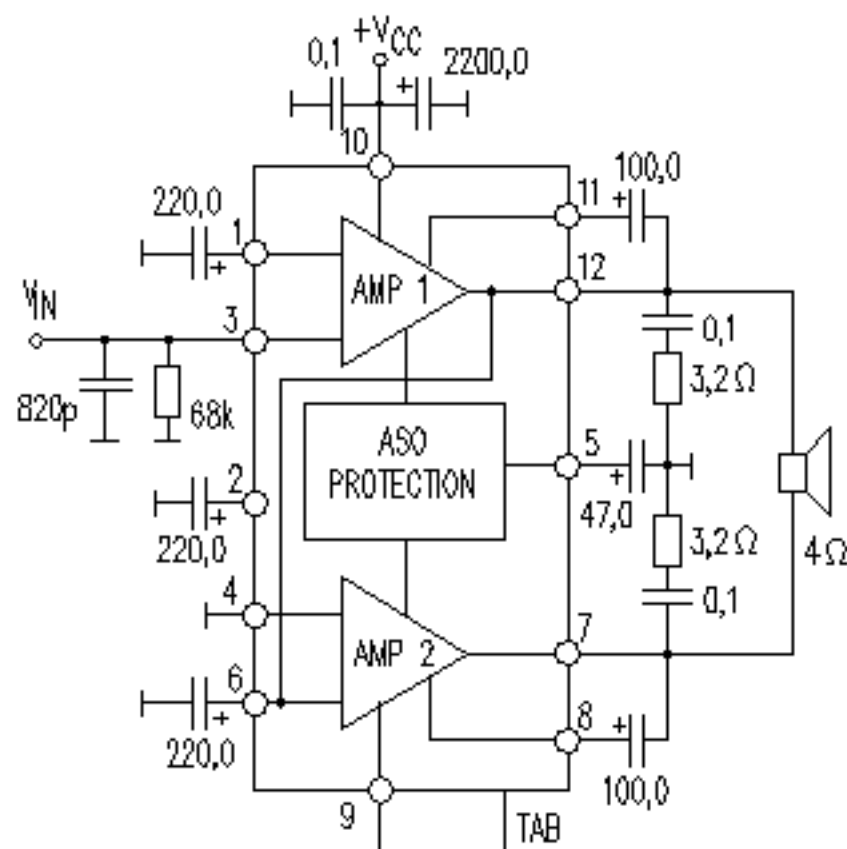 +VCC
0,1
2200,0
10
220,0
1
11
100,0
AMP 1
12
VIN
3
0,1
820p
68k
3,2Ω
ASO
PROTECTION
5
2
220,0
47,0
3,2Ω
4Ω
4
0,1
AMP 2
7
6
220,0
8
100,0
9
TAB